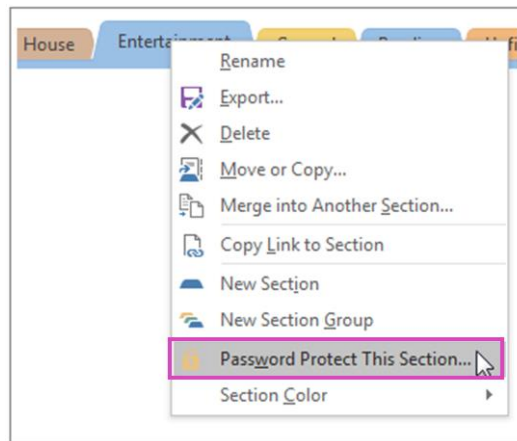 House Entertainment
Rename
Export...
Delete
Move or Copy...
Merge into Another Section...
Copy Link to Section
New Section
New Section Group
Password Protect This Section...
Section Color